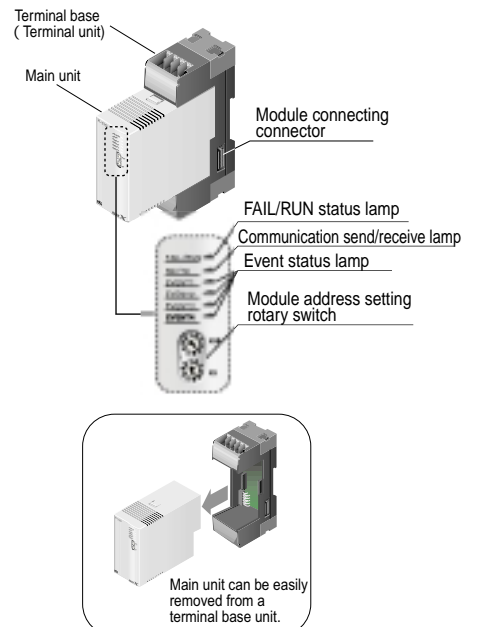 Terminal base
( Terminal unit)
Main unit
Module connecting
connector
FAIL/RUN status lamp
Communication send/receive lamp
Event status lamp
Module address setting
rotary switch
Main unit can be easily
removed from a
terminal base unit.